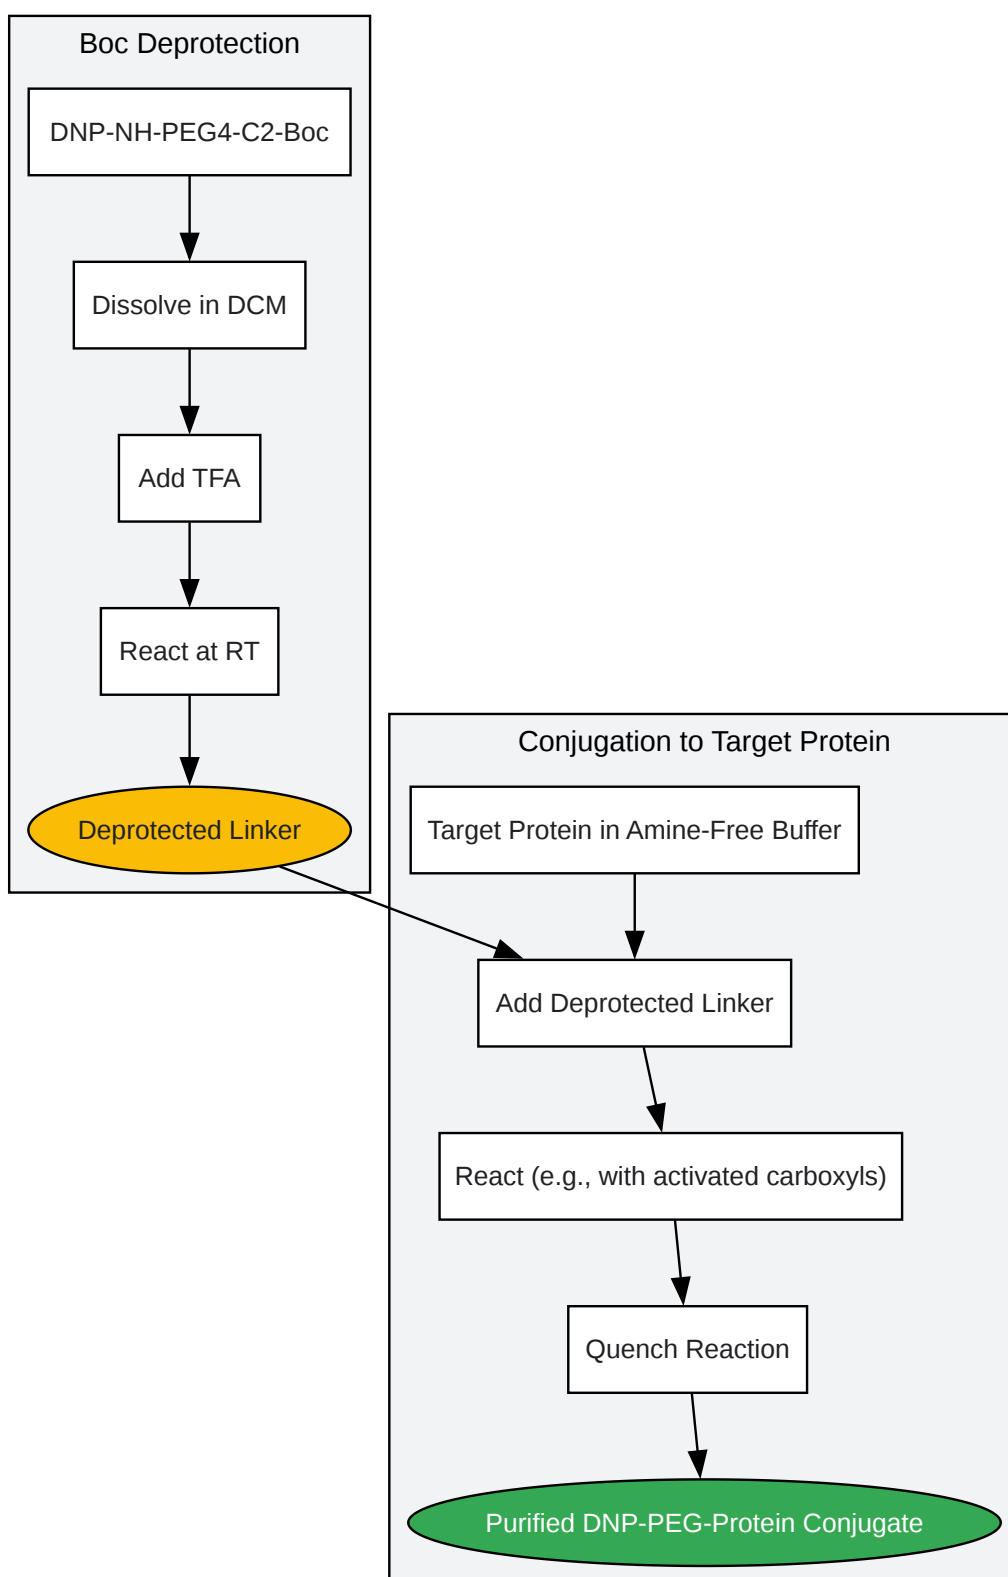 Boc Deprotection
DNP-NH-PEG4-C2-Boc
Dissolve in DCM
Add TFA
React at RT
Deprotected Linker
Conjugation to Target Protein
Target Protein in Amine-Free Buffer
Add Deprotected Linker
React (e.g., with activated carboxyls)
Quench Reaction
Purified DNP-PEG-Protein Conjugate